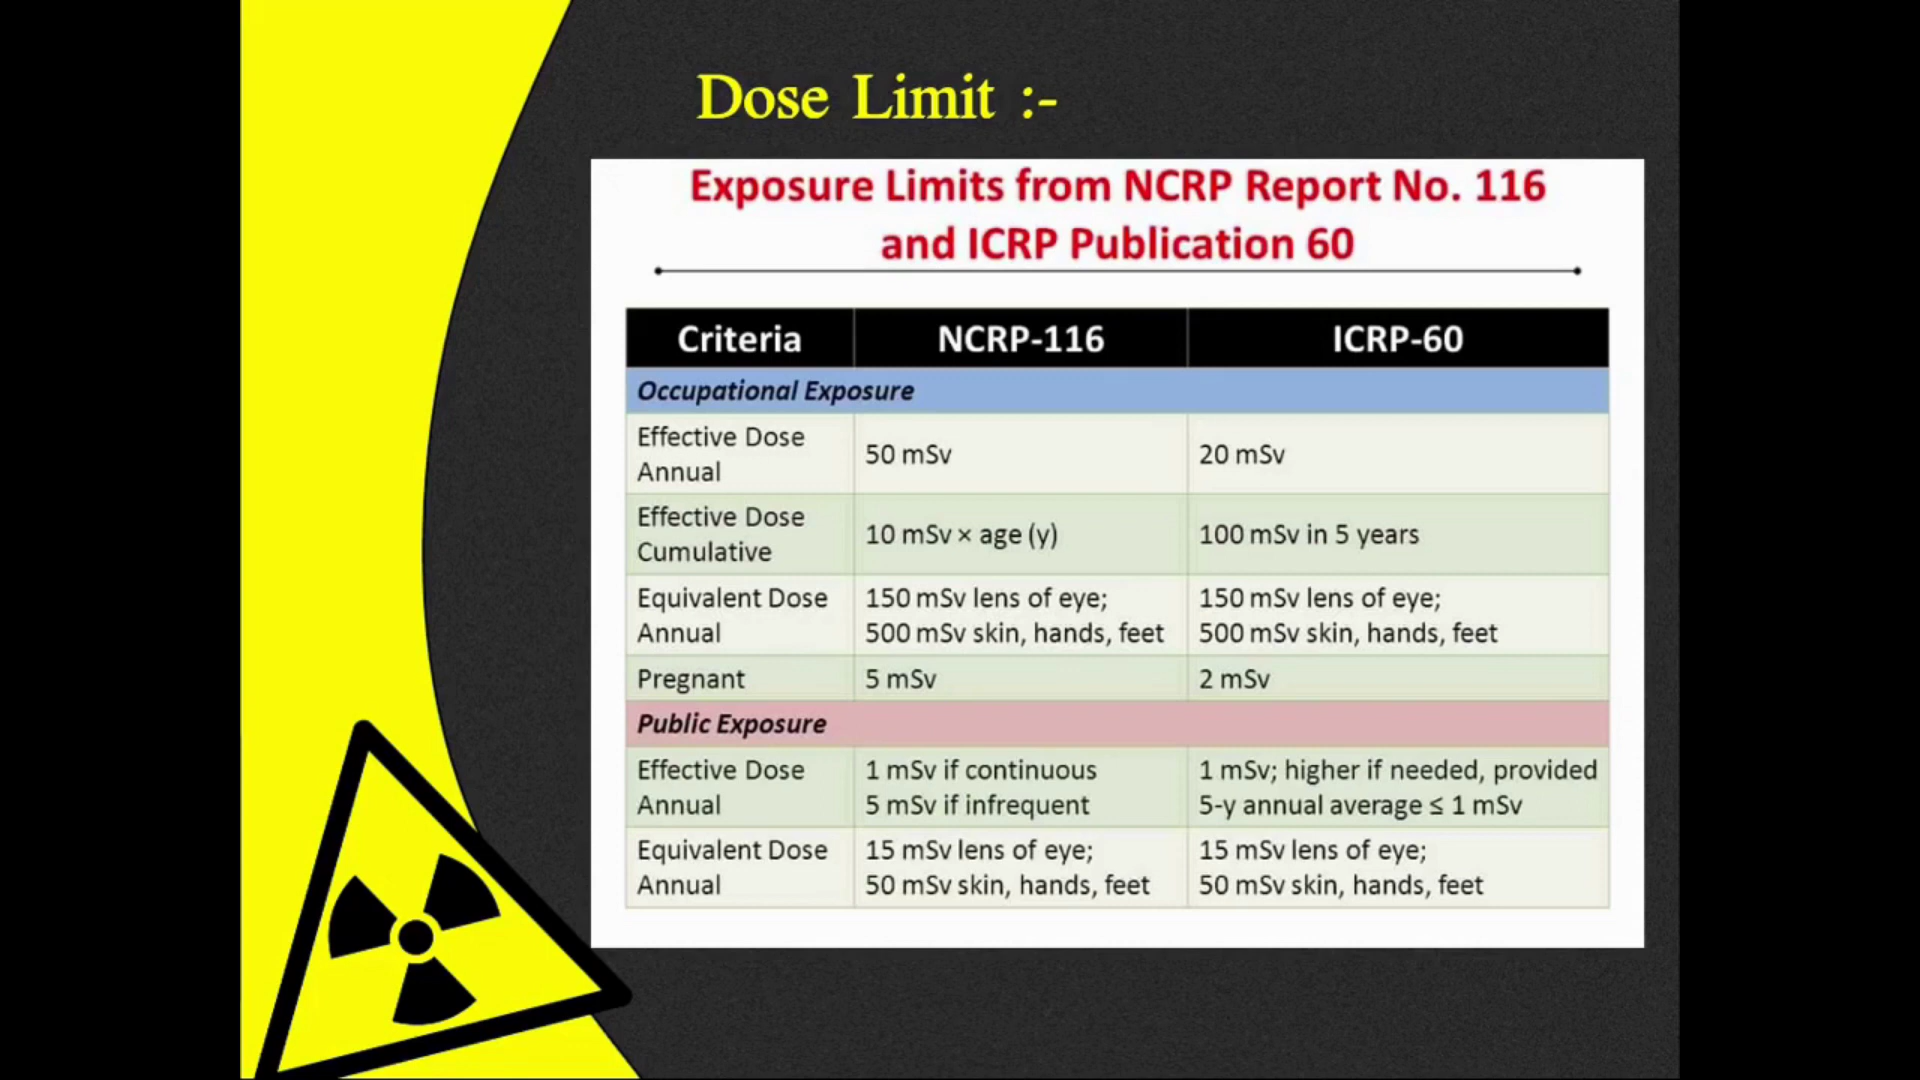 Dose Limit :-
Exposure Limits from NCRP Report No. 116
and ICRP Publication 60
Criteria NCRP-116 ICRP-60
Occupational Exposure
Effective Dose Annual 50 mSv 20 mSv
Effective Dose Cumulative 10 mSv × age (y) 100 mSv in 5 years
Equivalent Dose Annual 150 mSv lens of eye; 500 mSv skin, hands, feet 150 mSv lens of eye; 500 mSv skin, hands, feet
Pregnant 5 mSv 2 mSv
Public Exposure
Effective Dose Annual 1 mSv if continuous 5 mSv if infrequent 1 mSv; higher if needed, provided 5-y annual average ≤ 1 mSv
Equivalent Dose Annual 15 mSv lens of eye; 50 mSv skin, hands, feet 15 mSv lens of eye; 50 mSv skin, hands, feet